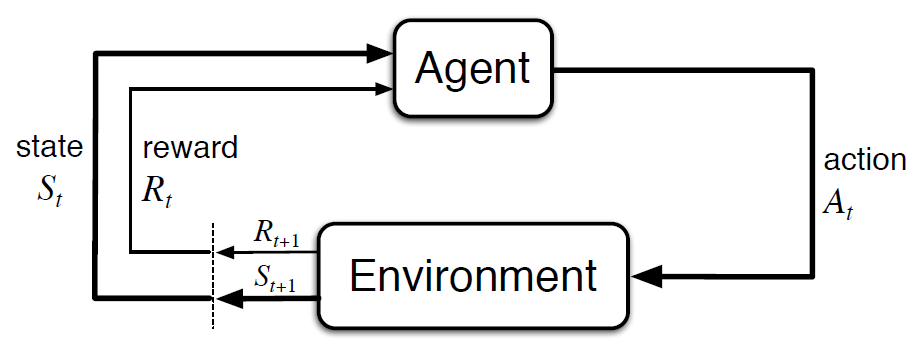 Agent
state
S_t
reward
R_t
action
A_t
R_{t+1}
S_{t+1}
Environment